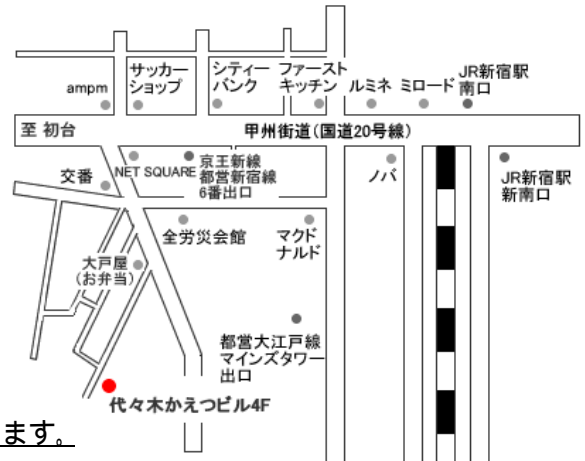 ampm
サッカー
ショップ
シティー
バンク
ファースト
キッチン
ルミネ
ミロード
JR新宿駅
南口
至 初台
甲州街道(国道20号線)
交番
NET SQUARE
京王新線
都営新宿線
6番出口
ノバ
JR新宿駅
新南口
全労災会館
マクド
ナルド
大戸屋
(お弁当)
都営大江戸線
マインズタワー
出口
代々木かえつビル4F
ます。